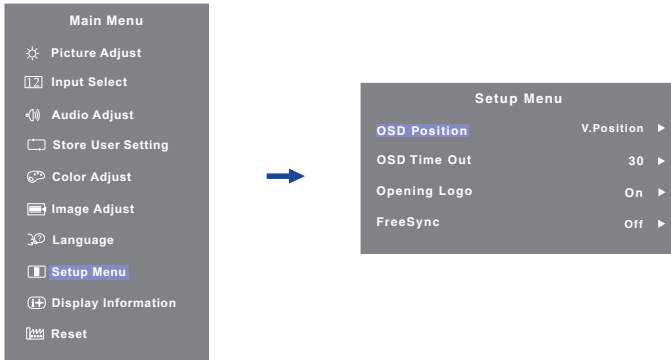 Main Menu
Picture Adjust
12 Input Select
Audio Adjust
Store User Setting
Color Adjust
Image Adjust
Language
Setup Menu
Display Information
Reset
Setup Menu
OSD Position V.Position
OSD Time Out 30
Opening Logo On
FreeSync Off